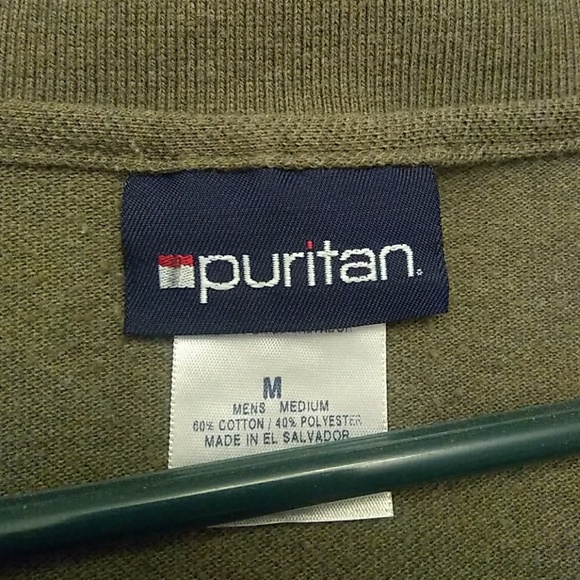 puritan
M
MENS MEDIUM
60% COTTON / 40% POLYESTER
MADE IN EL SALVADOR